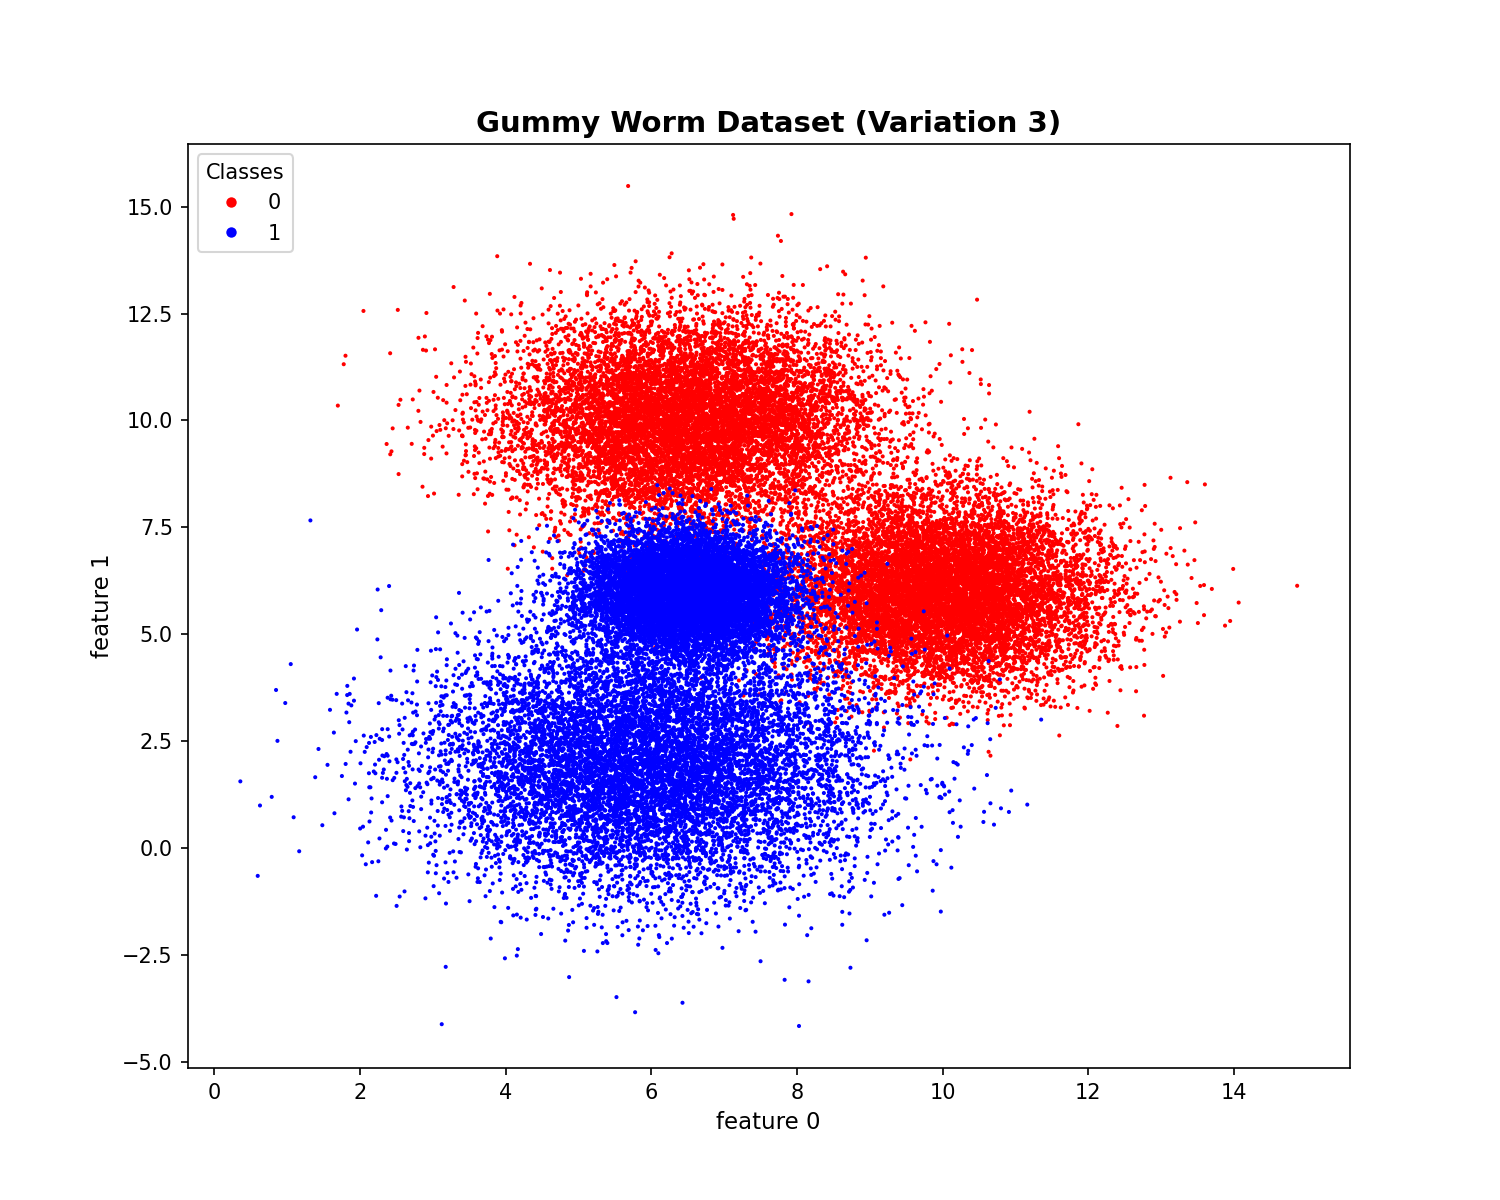 Gummy Worm Dataset (Variation 3)
Classes
0
1
15.0
12.5
10.0
7.5
5.0
2.5
0.0
−2.5
−5.0
feature 1
0 2 4 6 8 10 12 14
feature 0